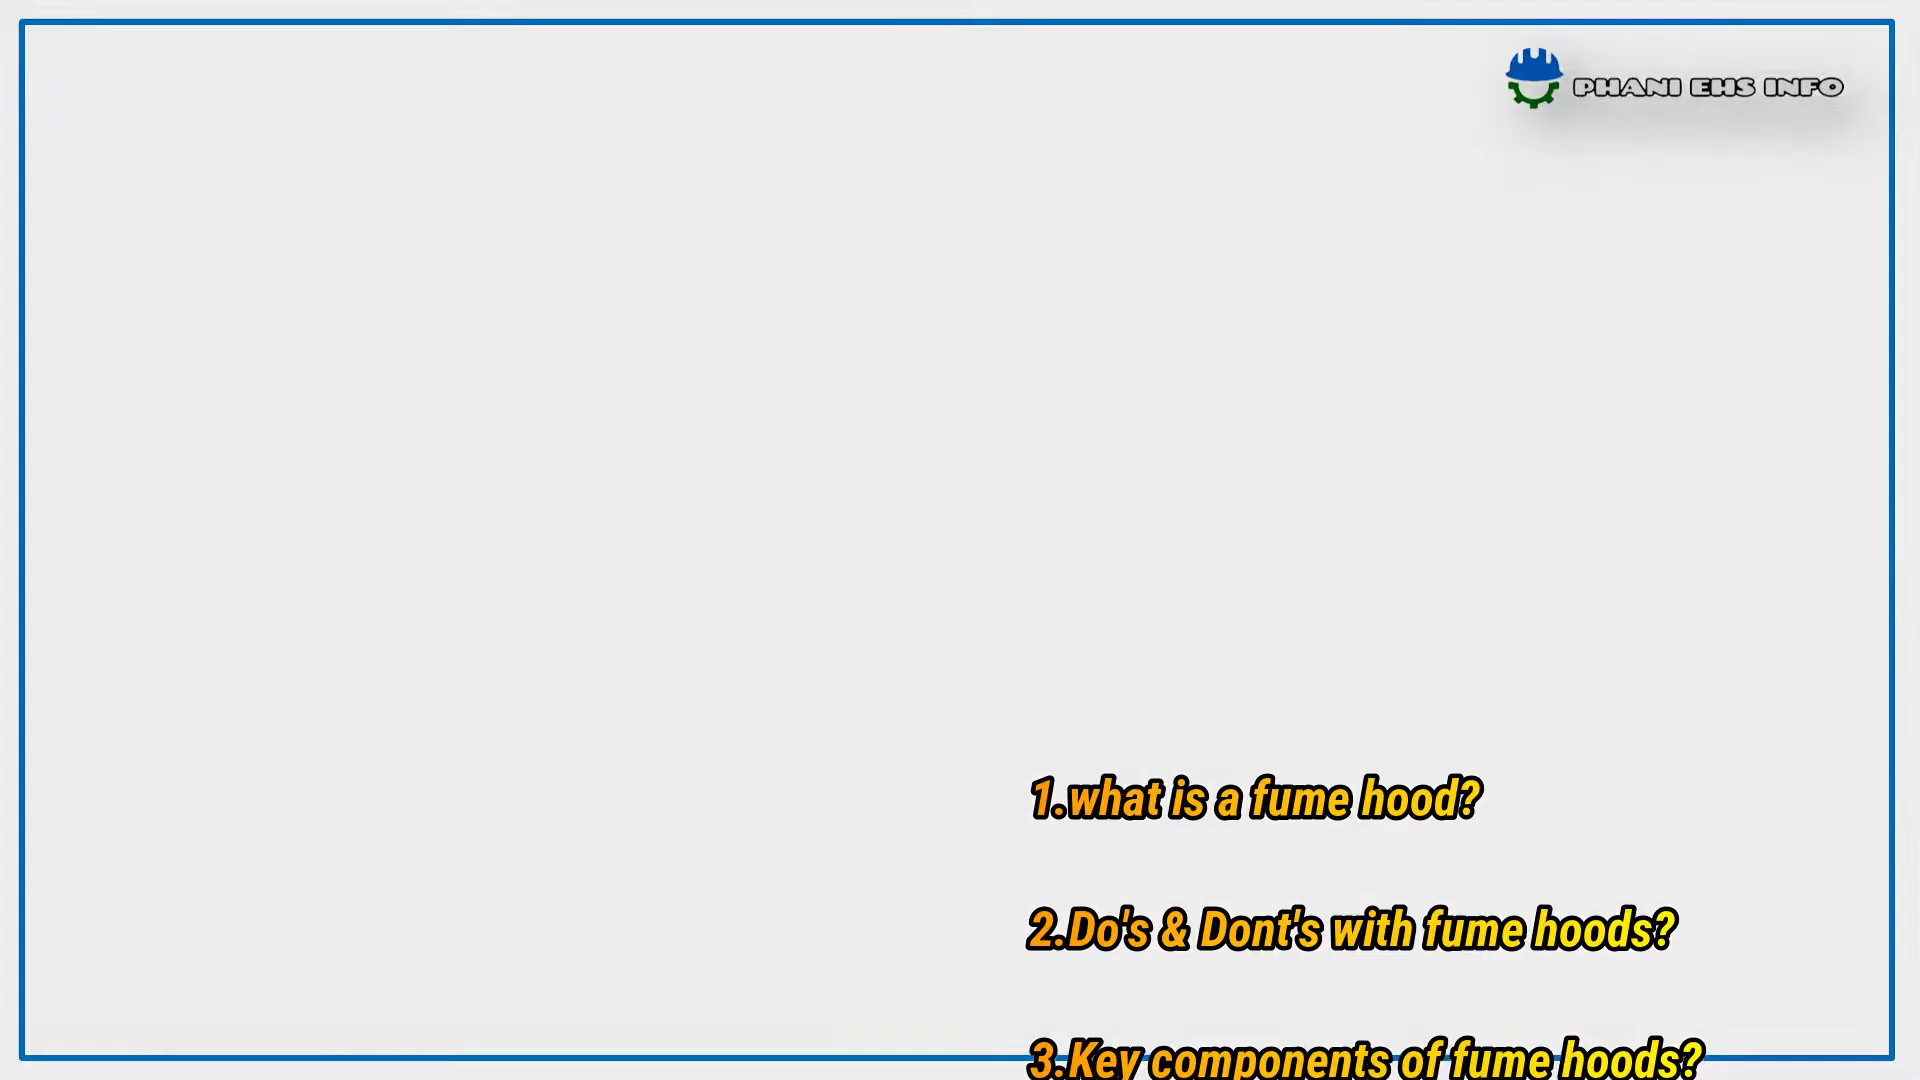 PHANI EHS INFO
1.what is a fume hood?
2.Do's & Dont's with fume hoods?
3.Key components of fume hoods?